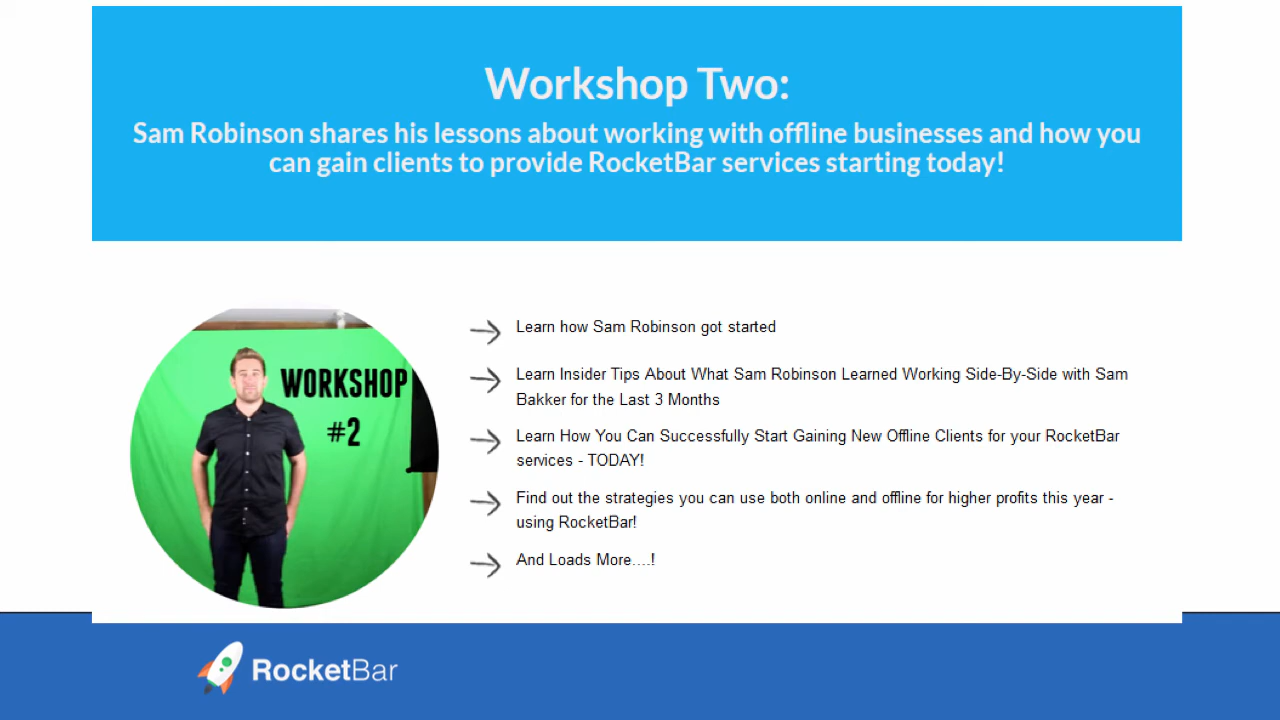 Workshop Two:
Sam Robinson shares his lessons about working with offline businesses and how you
can gain clients to provide RocketBar services starting today!
WORKSHOP
#2
Learn how Sam Robinson got started
Learn Insider Tips About What Sam Robinson Learned Working Side-By-Side with Sam
Bakker for the Last 3 Months
Learn How You Can Successfully Start Gaining New Offline Clients for your RocketBar
services - TODAY!
Find out the strategies you can use both online and offline for higher profits this year -
using RocketBar!
And Loads More....!
RocketBar